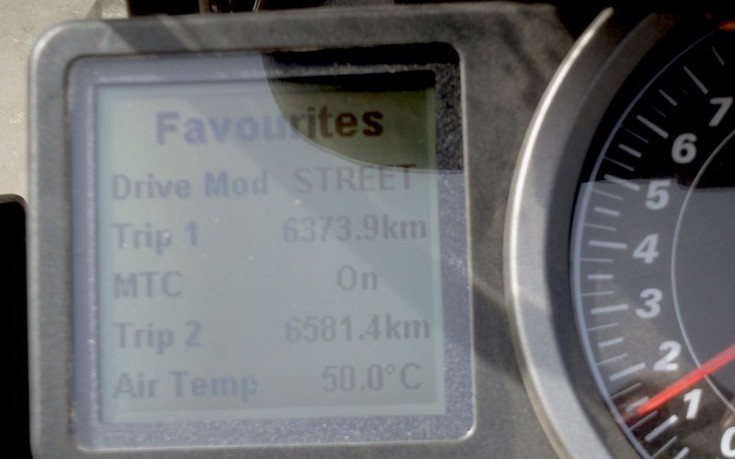 Favourites
Drive Mod STREET
Trip 1 6373.9km
MTC On
Trip 2 6581.4km
Air Temp 50.0°C
7
6
5
4
3
2
1
0